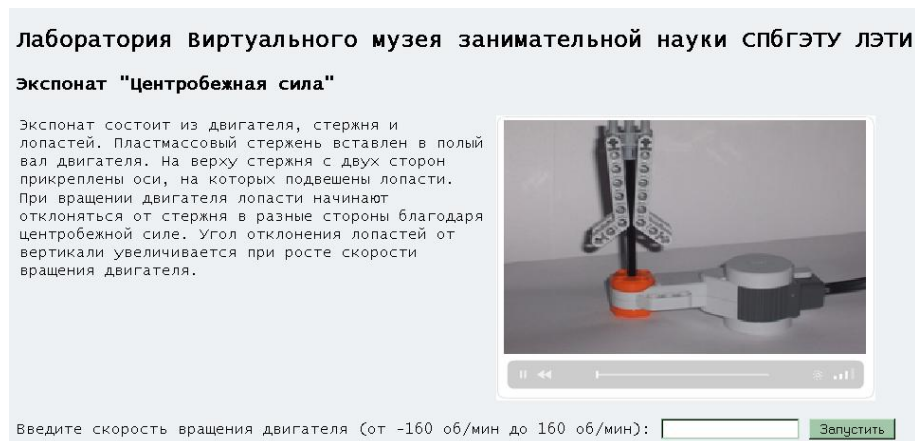 Лаборатория Виртуального музея занимательной науки СПбГЭТУ ЛЭТИ
Экспонат "Центробежная сила"
Экспонат состоит из двигателя, стержня и
лопастей. Пластмассовый стержень вставлен в полый
вал двигателя. На верху стержня с двух сторон
прикреплены оси, на которых подвешены лопасти.
При вращении двигателя лопасти начинают
отклоняться от стержня в разные стороны благодаря
центробежной силе. Угол отклонения лопастей от
вертикали увеличивается при росте скорости
вращения двигателя.
Введите скорость вращения двигателя (от -160 об/мин до 160 об/мин):
Запустить